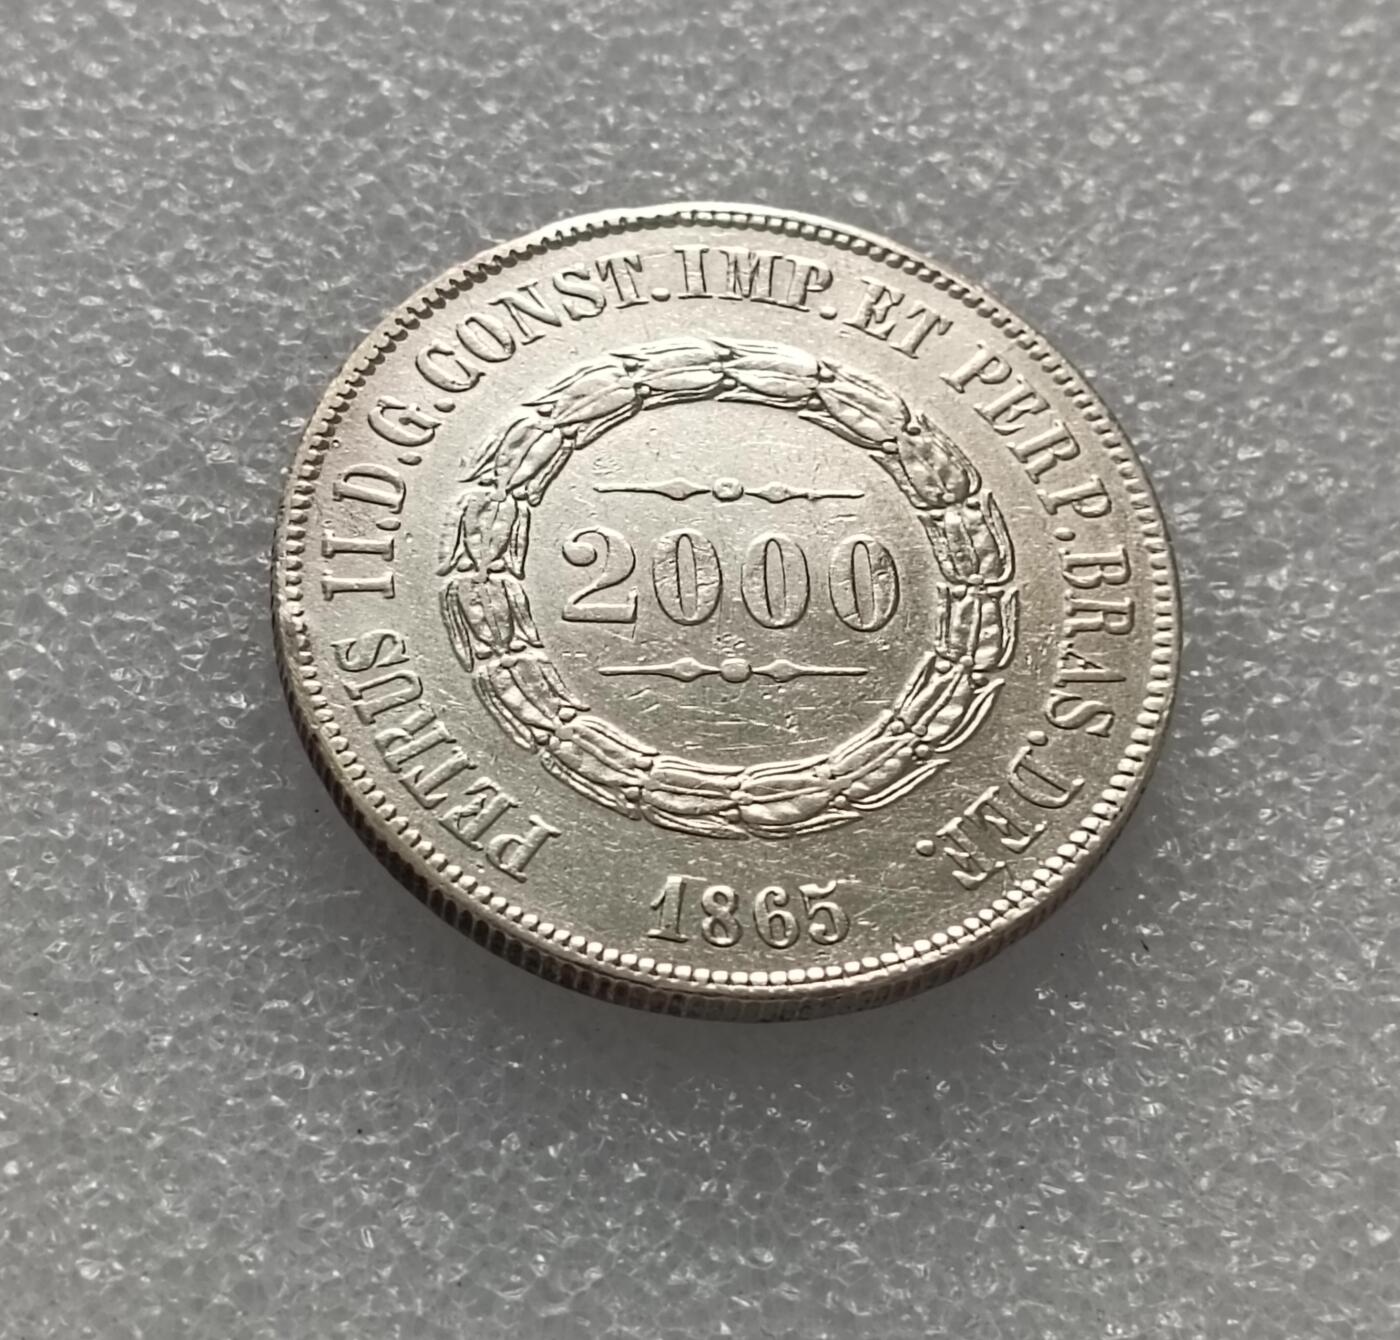 PETRUS II.D.G.CONST.IMP.ET PERP.BRAS.DEF.
2000
1865